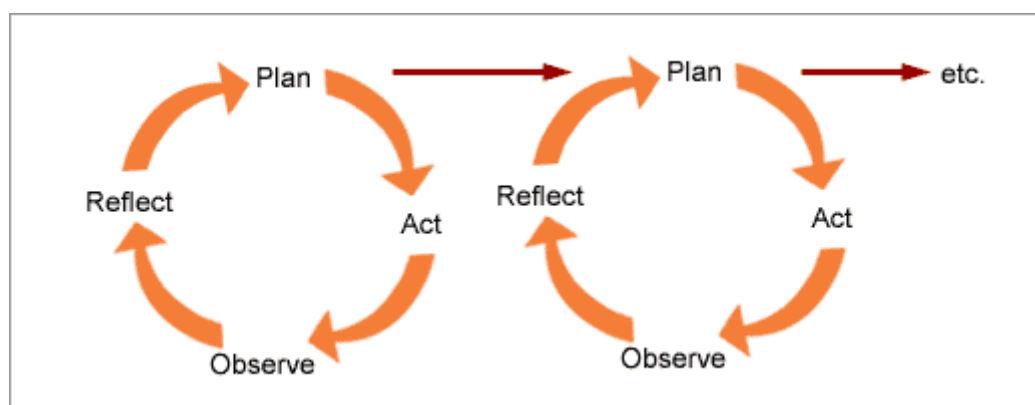 Plan
Act
Observe
Reflect
Plan
Act
Observe
Reflect
etc.